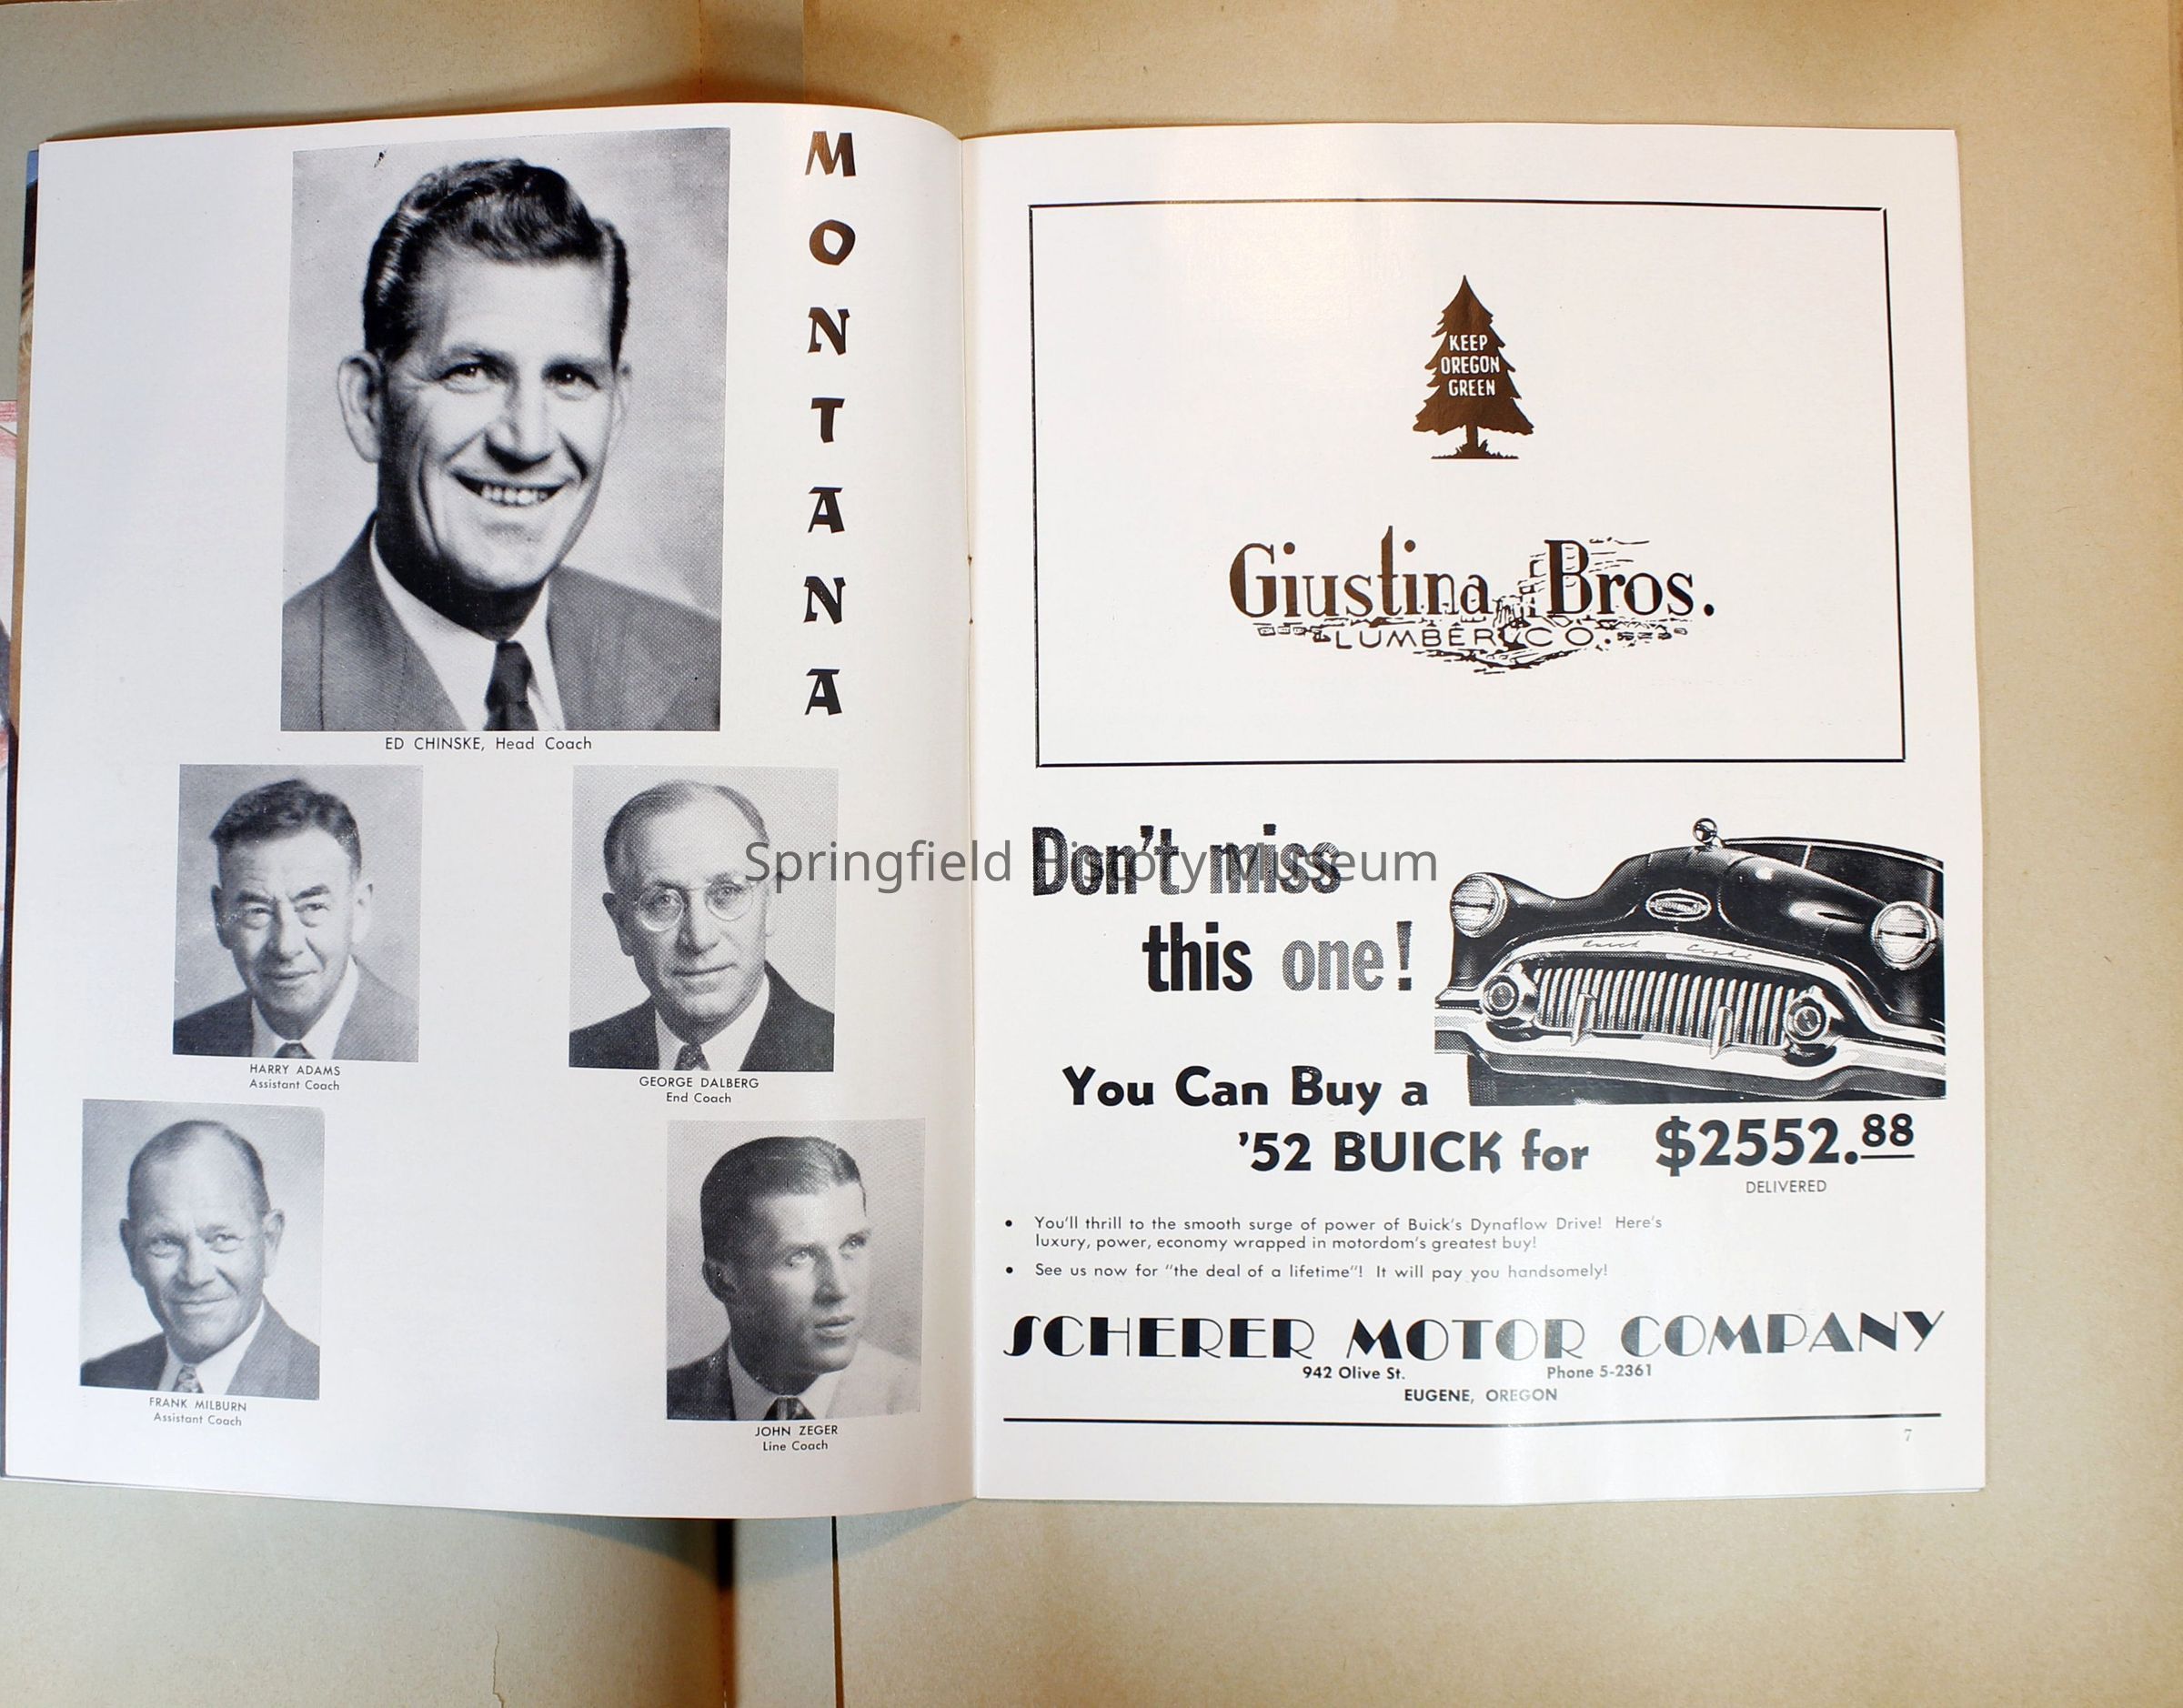 M
O
N
T
A
N
A
ED CHINSKE, Head Coach
HARRY ADAMS
Assistant Coach
GEORGE DALBERG
End Coach
FRANK MILBURN
Assistant Coach
JOHN ZEGER
Line Coach
KEEP
OREGON
GREEN
Giustina Bros.
LUMBER CO.
Springfield History Museum
Don't miss
this one!
You Can Buy a
'52 BUICK for $2552.88
DELIVERED
• You'll thrill to the smooth surge of power of Buick's Dynaflow Drive! Here's
luxury, power, economy wrapped in motordom's greatest buy!
• See us now for "the deal of a lifetime"! It will pay you handsomely!
SCHERER MOTOR COMPANY
942 Olive St. Phone 5-2361
EUGENE, OREGON
7